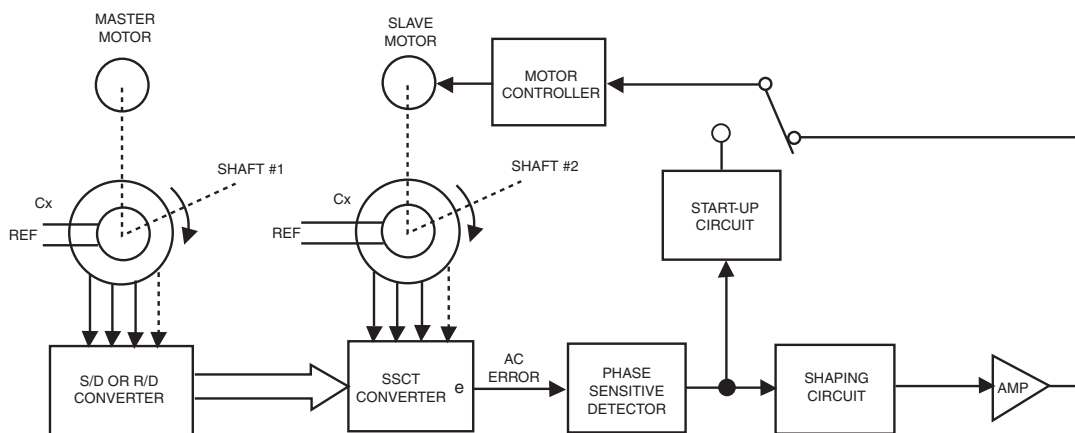 MASTER
MOTOR
SLAVE
MOTOR
MOTOR
CONTROLLER
SHAFT #1
SHAFT #2
Cx
REF
Cx
REF
START-UP
CIRCUIT
S/D OR R/D
CONVERTER
SSCT
CONVERTER
e
AC
ERROR
PHASE
SENSITIVE
DETECTOR
SHAPING
CIRCUIT
AMP